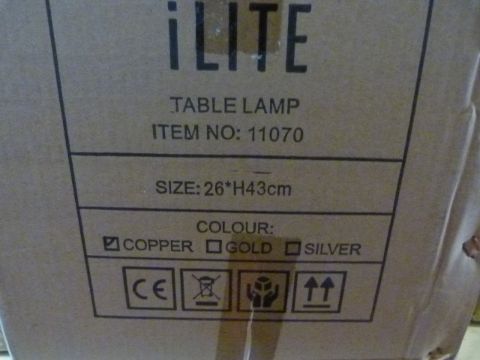 iLITE
TABLE LAMP
ITEM NO: 11070
SIZE: 26*H43cm
COLOUR:
COPPER GOLD SILVER
CE